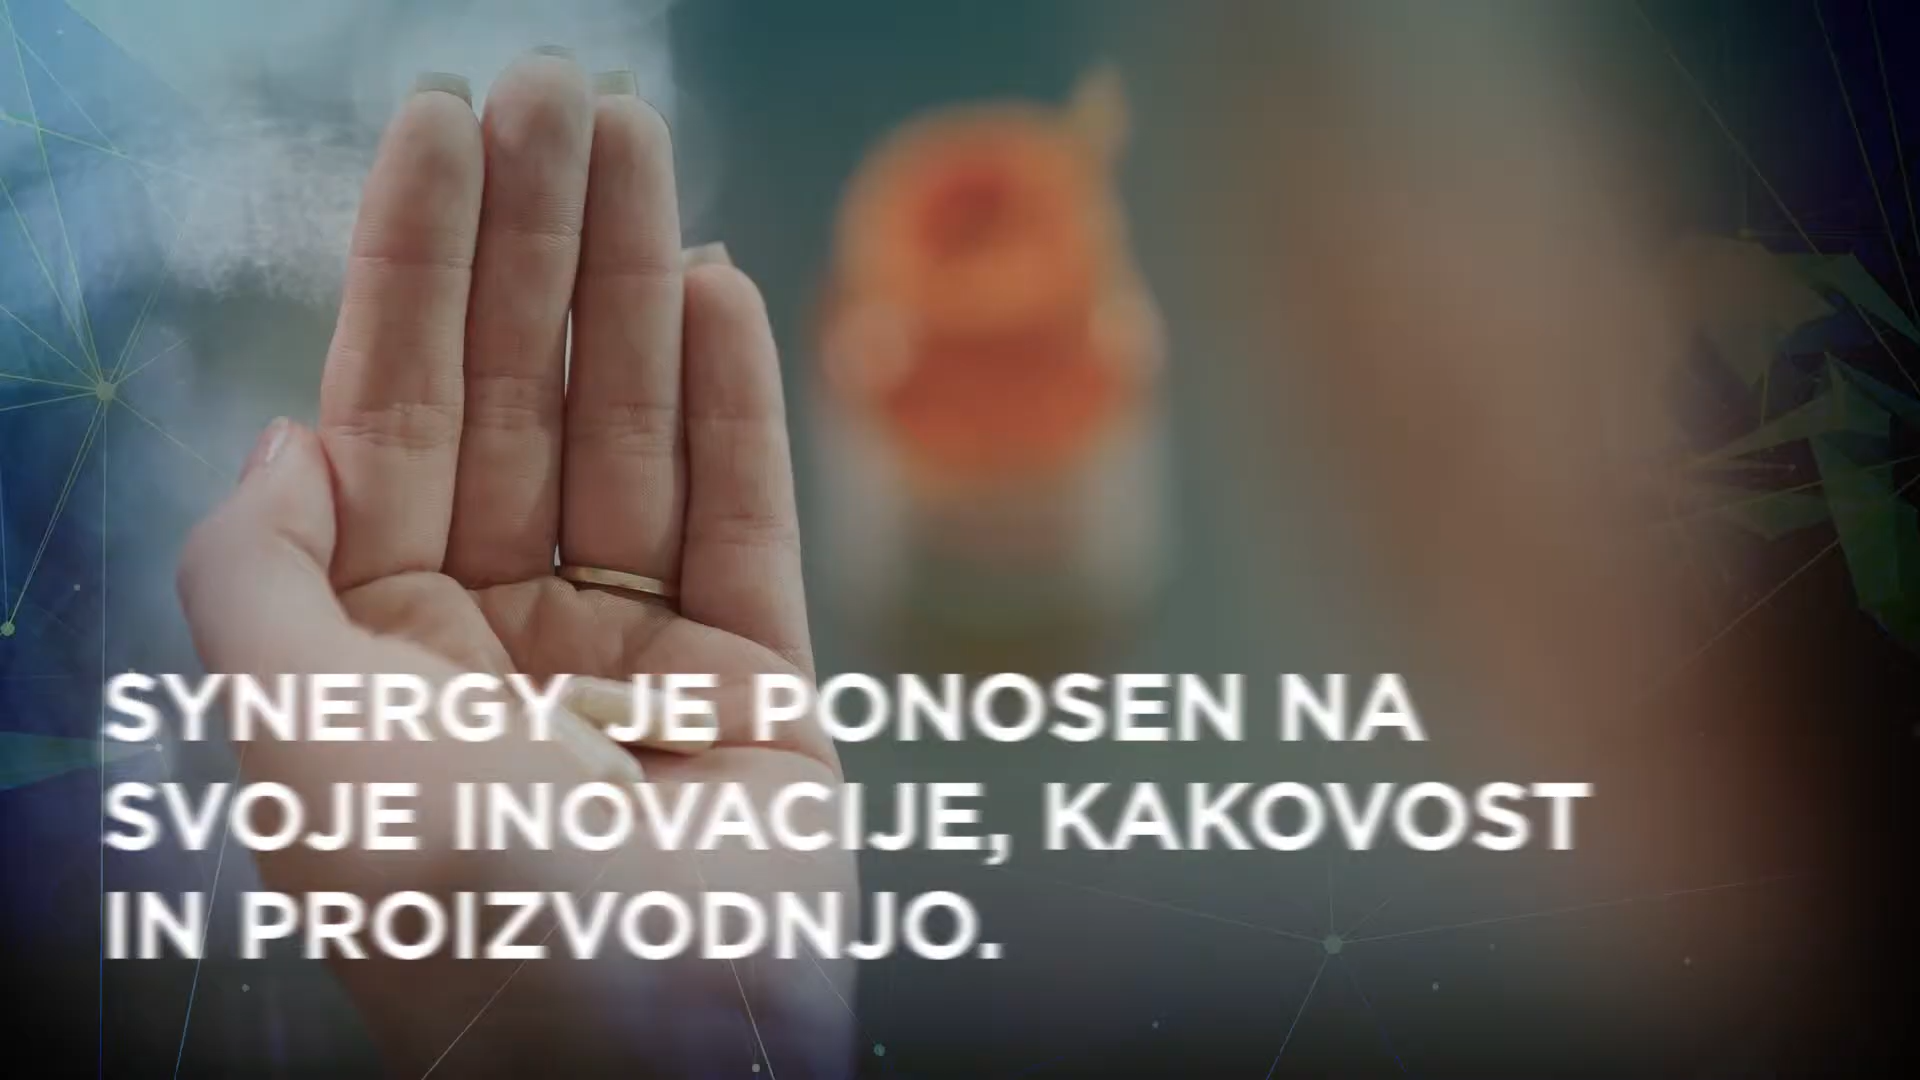 SYNERGY JE PONOSEN NA
SVOJE INOVACIJE, KAKOVOST
IN PROIZVODNJO.